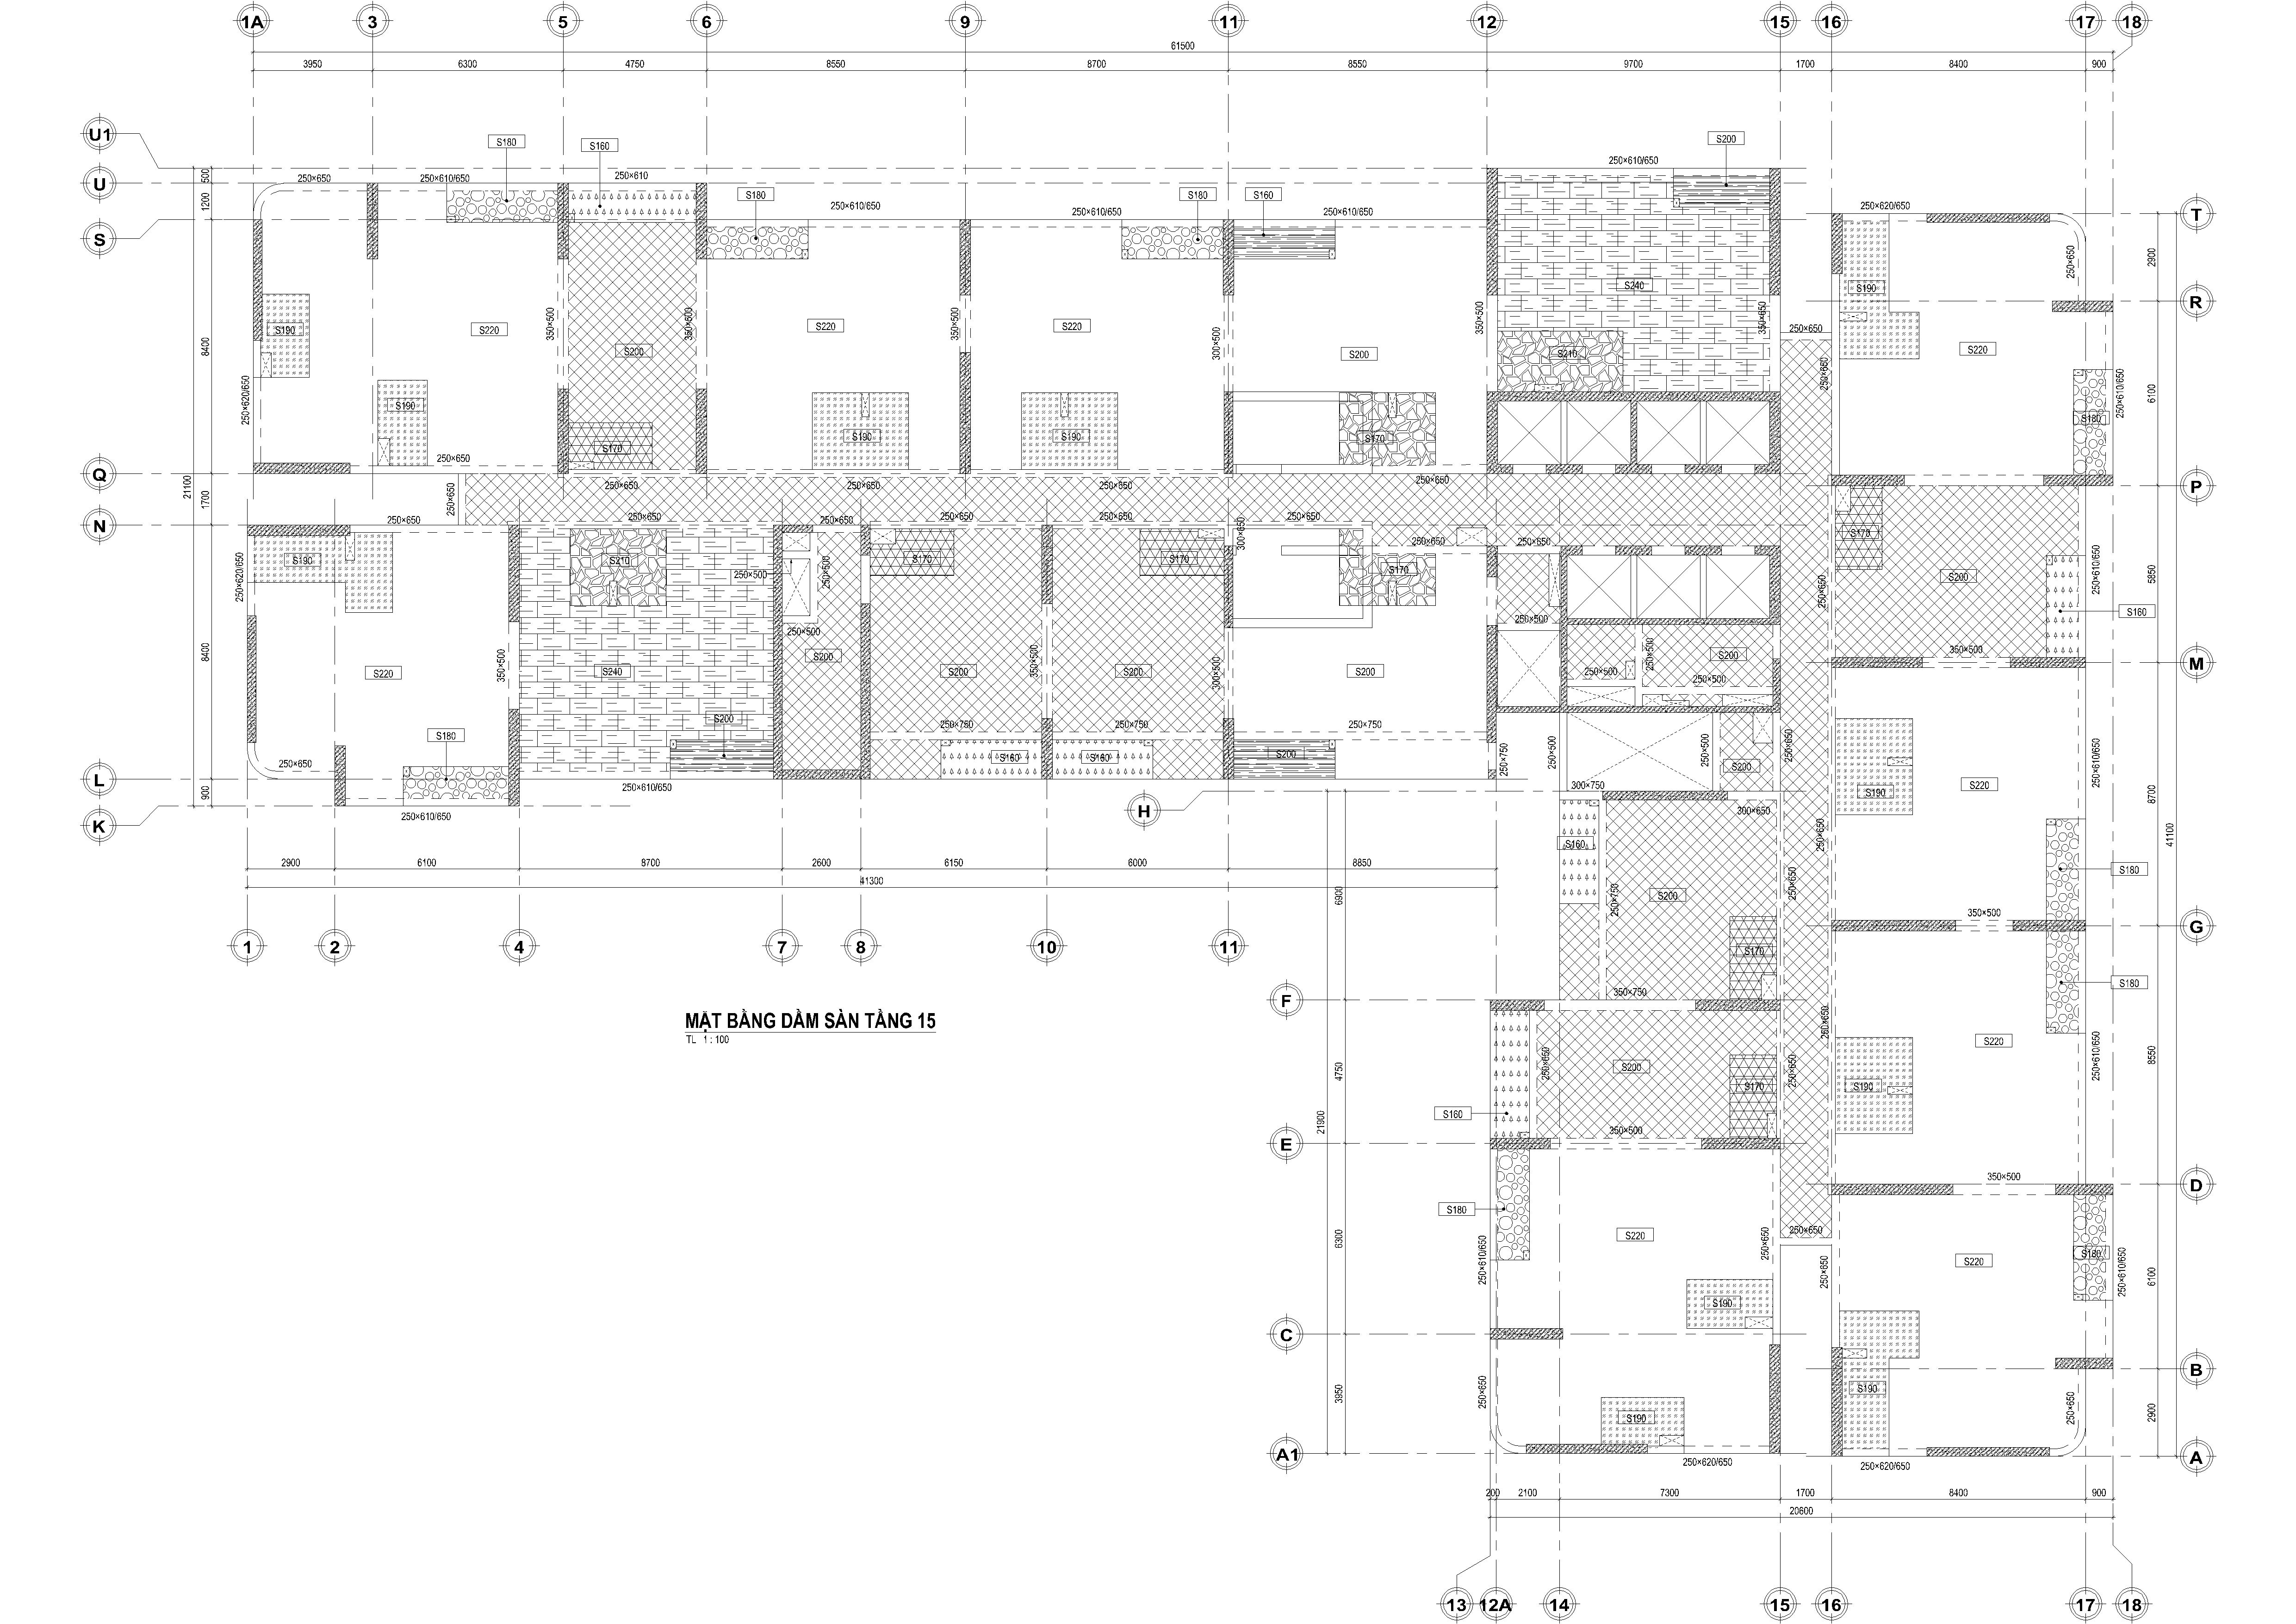 1A 3 5 6 9 11 12 15 16 17 18
61500
3950 6300 4750 8550 8700 8550 9700 1700 8400 900
U1
S180 S160 S200
250×610/650
500
U 250×650 250×610/650 250×610
S180 S180 S160
1200
250×610/650 250×610/650 250×610/650 250×620/650
T
S
2900
250×650
S240 S190
R
350×500 350×500 350×500 300×500 350×500 350×650
S190 S220 S220 S220 250×650
8400 S200 S200 S210 250×650 S220
250×620/650 S190 6100 250×610/650
S180
S190 S190 S170
S170
250×650
Q
21100 1700
250×650 250×650 250×650 250×650 250×650
P
N 250×650 250×650 250×650 250×650 250×650
300×650 250×650 250×650
S170
S190 S210 S170 S170 S170
250×620/650 250×500 250×500
S200 250×650 250×610/650 5850
S160
250×500 250×500
8400
350×500 S200 350×500 300×500 250×500 S200 350×500
M
S220 S240 S200 S200 S200 250×500
250×500
S200 250×750 250×750 250×750
S180
250×650 S160 S160 S200 250×750 250×500 250×500 250×650 250×610/650
S200
L
250×610/650 300×750 S190 S220
900
H
K 250×610/650 300×650
8700
250×650
41100
S160
2900 6100 8700 2600 6150 6000 8850
S180
41300
6900 250×750 S200 250×650
350×500
1 2 4 7 8 10 11
G
S170
S180
350×750
F
MẶT BẰNG DẦM SÀN TẦNG 15
TL 1 : 100
250×650 S220 250×610/650
4750 250×650 S200 S170 250×650 S190 8550
S160
21900
350×500
E
350×500
D
S180
250×650
6300 S220 250×650 S180
250×610/650 250×650 S220 250×610/650 6100
S190
C
B
S190
3950 250×650 250×650 2900
S190
A1
A
250×620/650 250×620/650
200 2100 7300 1700 8400 900
20800
13 12A 14 15 16 17 18